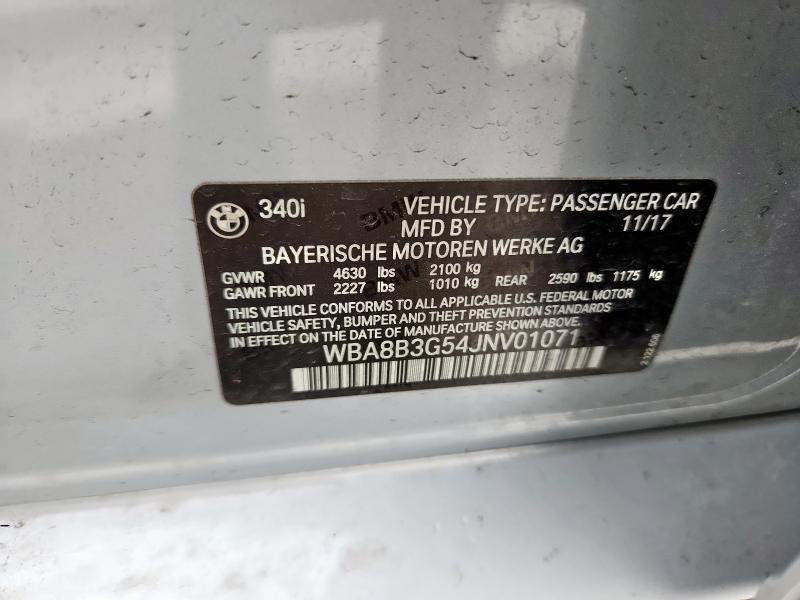 340i VEHICLE TYPE: PASSENGER CAR
MFD BY 11/17
BAYERISCHE MOTOREN WERKE AG
GVWR 4630 lbs 2100 kg
GAWR FRONT 2227 lbs 1010 kg REAR 2590 lbs 1175 kg
THIS VEHICLE CONFORMS TO ALL APPLICABLE U.S. FEDERAL MOTOR
VEHICLE SAFETY, BUMPER, AND THEFT PREVENTION STANDARDS
IN EFFECT ON THE DATE OF MANUFACTURE SHOWN ABOVE.
WBA8B3G54JNV01071